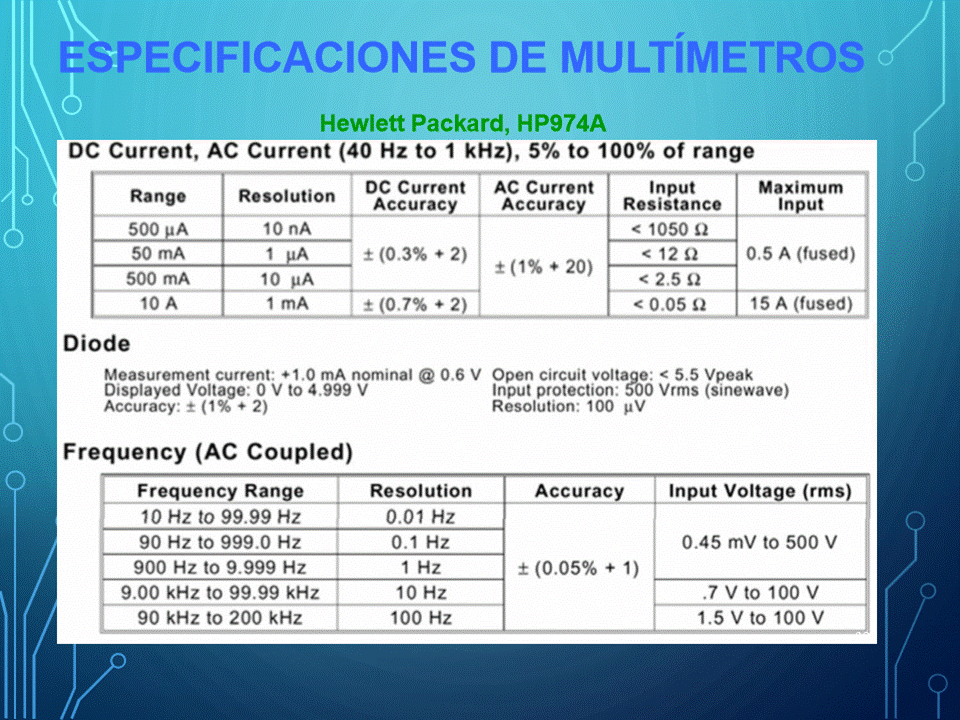 ESPECIFICACIONES DE MULTÍMETROS
Hewlett Packard, HP974A
DC Current, AC Current (40 Hz to 1 kHz), 5% to 100% of range
Range Resolution DC Current Accuracy AC Current Accuracy Input Resistance Maximum Input
500 µA 10 nA ± (0.3% + 2) ± (1% + 20) < 1050 Ω 0.5 A (fused)
50 mA 1 µA < 12 Ω
500 mA 10 µA < 2.5 Ω
10 A 1 mA ± (0.7% + 2) < 0.05 Ω 15 A (fused)
Diode
Measurement current: +1.0 mA nominal @ 0.6 V Open circuit voltage: < 5.5 Vpeak
Displayed Voltage: 0 V to 4.999 V Input protection: 500 Vrms (sinewave)
Accuracy: ± (1% + 2) Resolution: 100 µV
Frequency (AC Coupled)
Frequency Range Resolution Accuracy Input Voltage (rms)
10 Hz to 99.99 Hz 0.01 Hz ± (0.05% + 1) 0.45 mV to 500 V
90 Hz to 999.0 Hz 0.1 Hz
900 Hz to 9.999 Hz 1 Hz
9.00 kHz to 99.99 kHz 10 Hz .7 V to 100 V
90 kHz to 200 kHz 100 Hz 1.5 V to 100 V